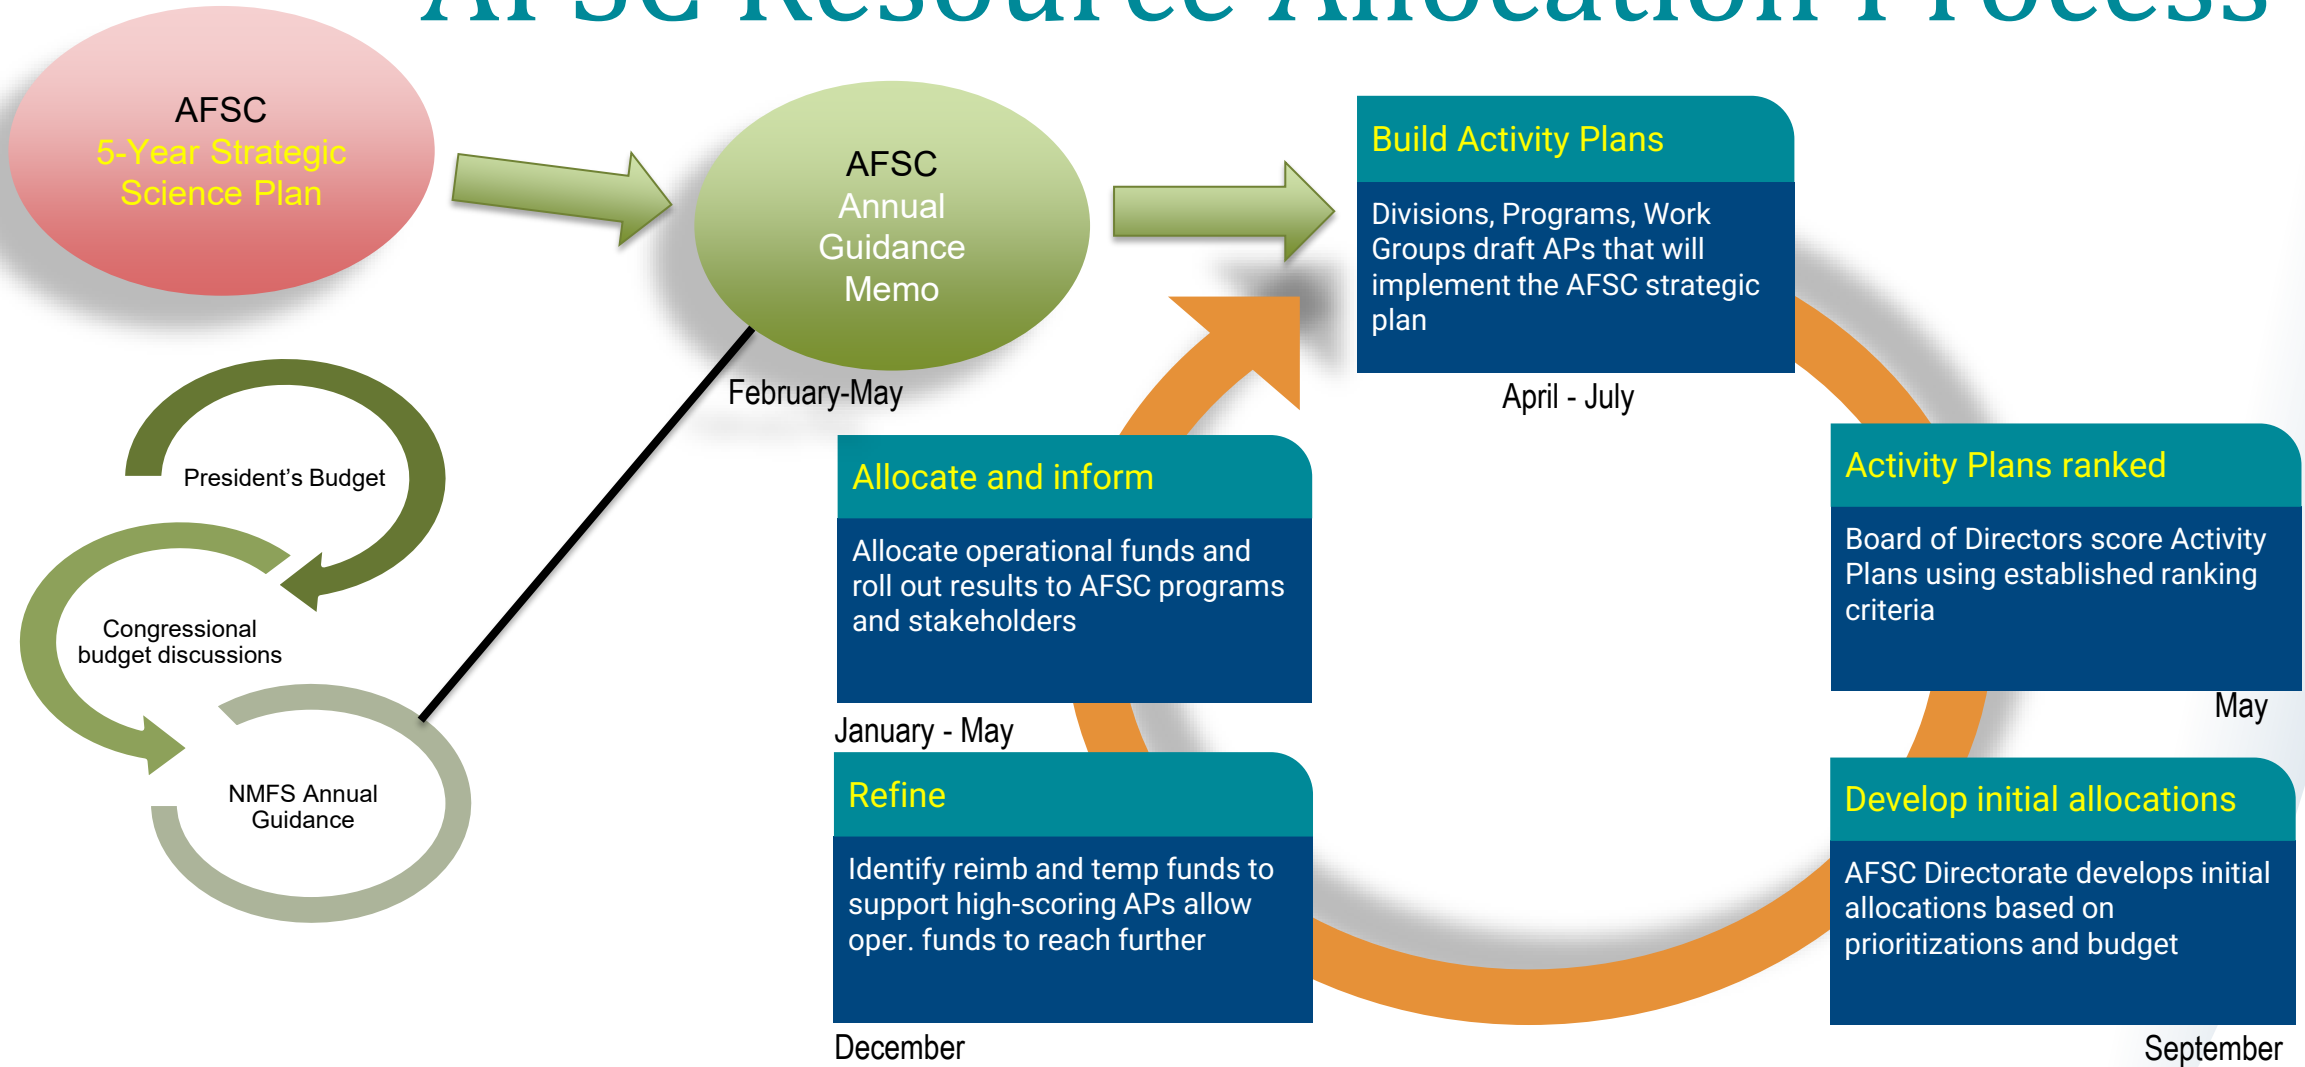 AFSC Resource Allocation Process
AFSC
5-Year Strategic
Science Plan
AFSC
Annual
Guidance
Memo
February-May
President's Budget
Congressional
budget discussions
NMFS Annual
Guidance
Build Activity Plans
Divisions, Programs, Work
Groups draft APs that will
implement the AFSC strategic
plan
April - July
Activity Plans ranked
Board of Directors score Activity
Plans using established ranking
criteria
May
Develop initial allocations
AFSC Directorate develops initial
allocations based on
prioritizations and budget
September
Refine
Identify reimb and temp funds to
support high-scoring APs allow
oper. funds to reach further
December
Allocate and inform
Allocate operational funds and
roll out results to AFSC programs
and stakeholders
January - May